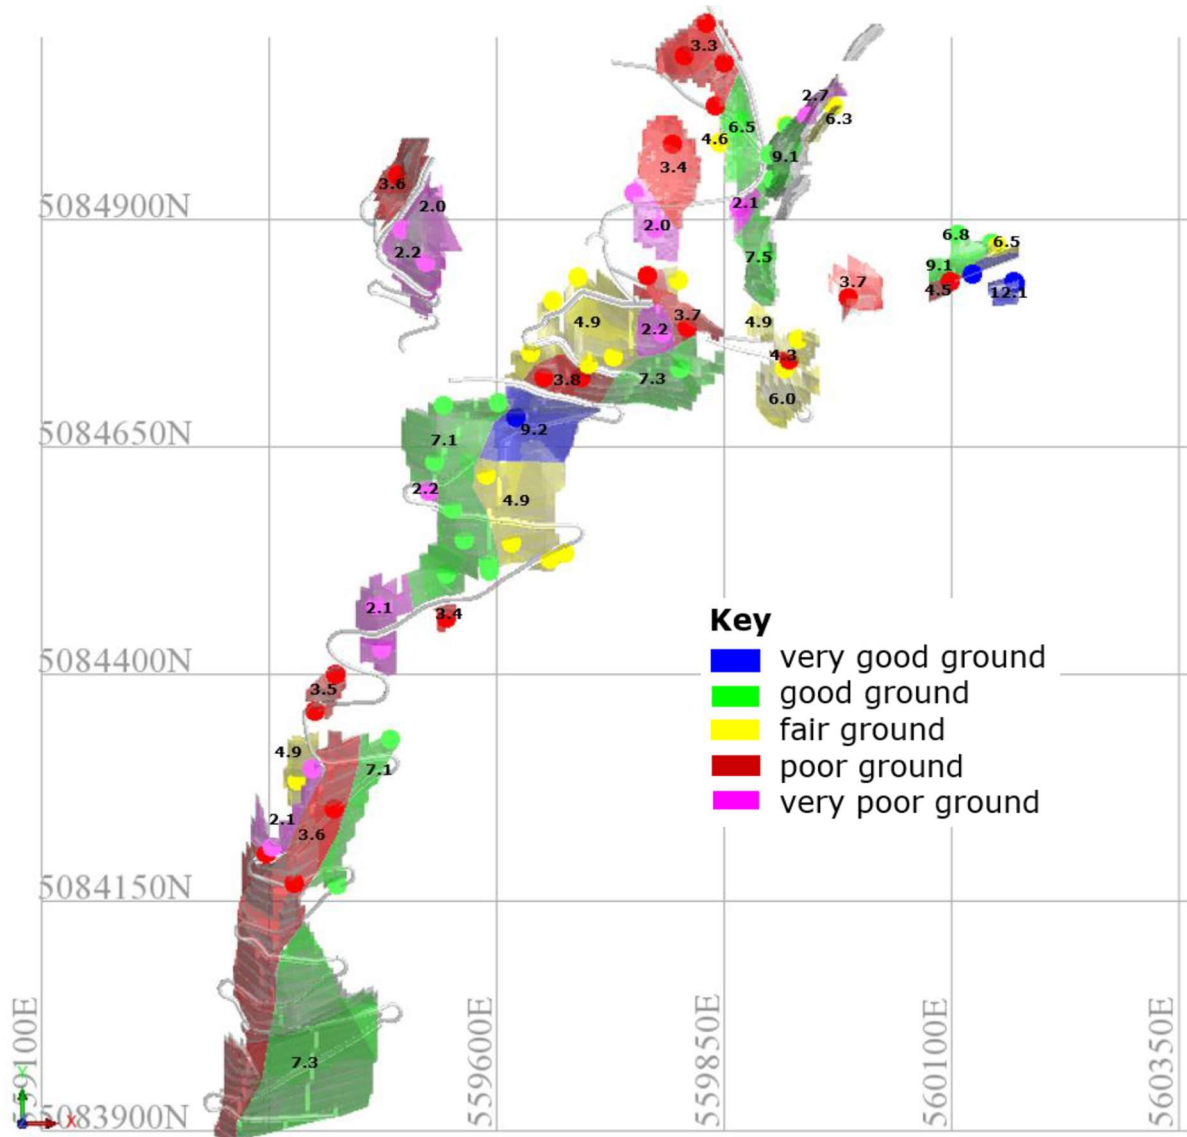 3.3
2.7
6.3
6.5
4.6
9.1
3.4
3.6
2.0
5084900N
2.1
2.0
2.2
7.5
6.8
6.5
9.1
4.5
12.1
3.7
4.9
2.2
3.7
4.9
4.3
3.8
7.3
6.0
9.2
7.1
5084650N
2.2
4.9
2.1
3.4
Key
very good ground
good ground
fair ground
poor ground
very poor ground
5084400N
3.5
4.9
7.1
2.1
3.6
5084150N
7.3
559100E
559600E
559850E
560100E
560350E
Y
X
5083900N